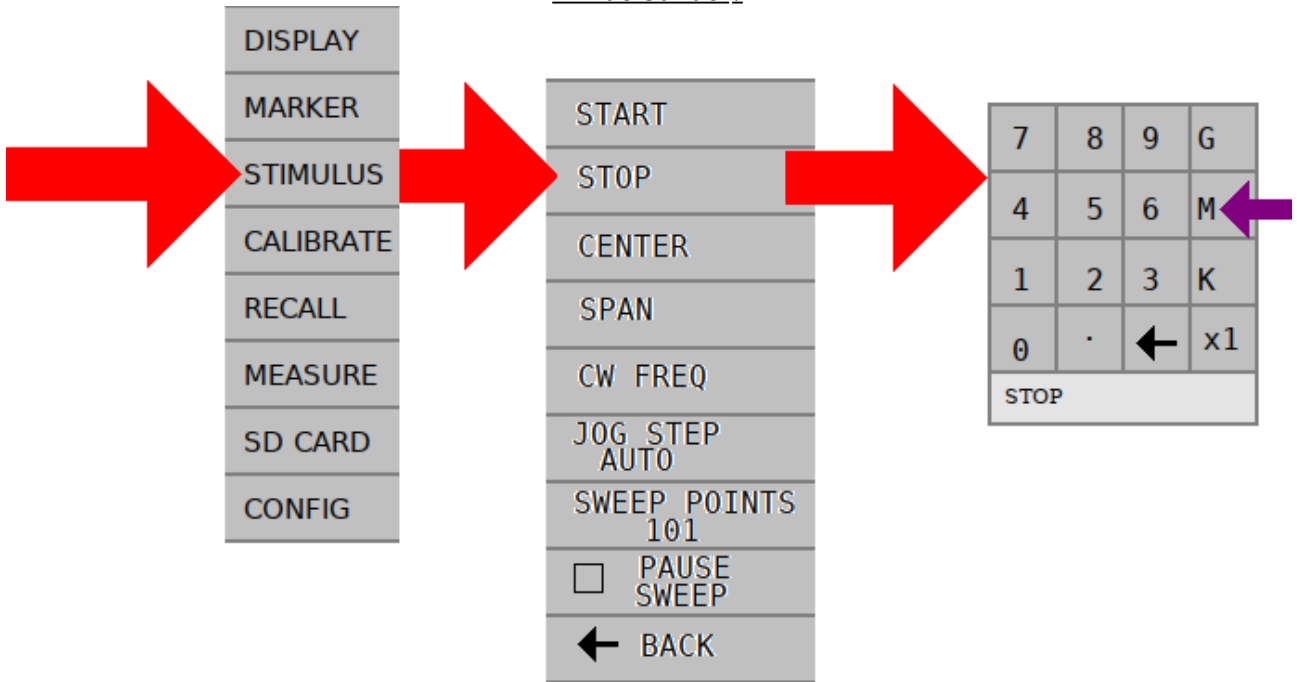 DISPLAY
MARKER
STIMULUS
CALIBRATE
RECALL
MEASURE
SD CARD
CONFIG
START
STOP
CENTER
SPAN
CW FREQ
JOG STEP
AUTO
SWEEP POINTS
101
PAUSE
SWEEP
BACK
7 8 9 G
4 5 6 M
1 2 3 K
0 . x1
STOP